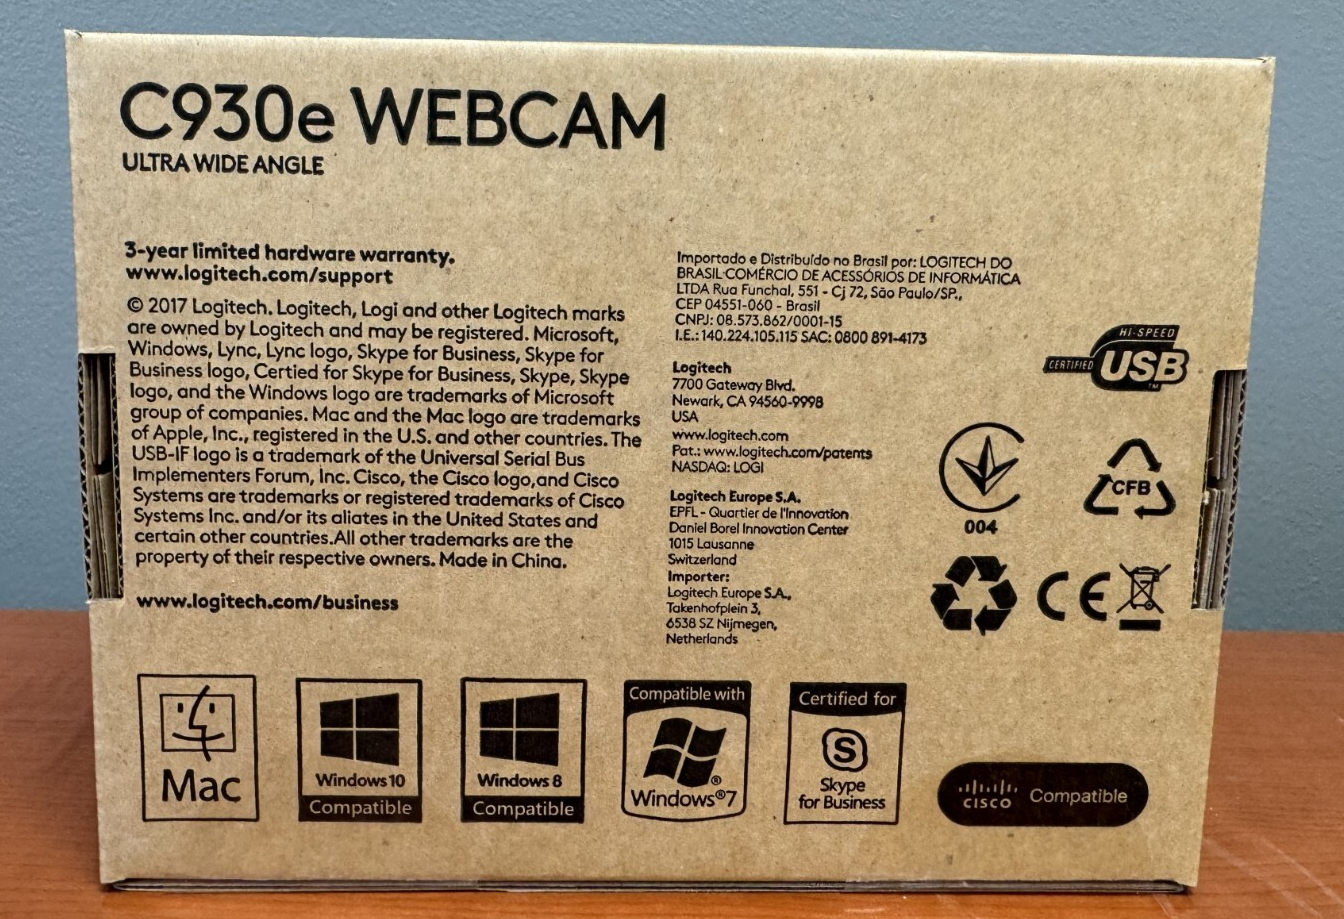 C930e WEBCAM
ULTRA WIDE ANGLE
3-year limited hardware warranty.
www.logitech.com/support
© 2017 Logitech. Logitech, Logi and other Logitech marks
are owned by Logitech and may be registered. Microsoft,
Windows, Lync, Lync logo, Skype for Business, Skype for
Business logo, Certied for Skype for Business, Skype, Skype
logo, and the Windows logo are trademarks of Microsoft
group of companies. Mac and the Mac logo are trademarks
of Apple, Inc., registered in the U.S. and other countries. The
USB-IF logo is a trademark of the Universal Serial Bus
Implementers Forum, Inc. Cisco, the Cisco logo,and Cisco
Systems are trademarks or registered trademarks of Cisco
Systems Inc. and/or its aliates in the United States and
certain other countries.All other trademarks are the
property of their respective owners. Made in China.
www.logitech.com/business
Importado e Distribuído no Brasil por: LOGITECH DO
BRASIL COMÉRCIO DE ACESSÓRIOS DE INFORMÁTICA
LTDA Rua Funchal, 551 - Cj 72, São Paulo/SP.,
CEP 04551-060 - Brasil
CNPJ: 08.573.862/0001-15
I.E.: 140.224.105.115 SAC: 0800 891-4173
Logitech
7700 Gateway Blvd.
Newark, CA 94560-9998
USA
www.logitech.com
Pat.: www.logitech.com/patents
NASDAQ: LOGI
Logitech Europe S.A.
EPFL - Quartier de l'Innovation
Daniel Borel Innovation Center
1015 Lausanne
Switzerland
Importer:
Logitech Europe S.A.,
Takenhofplein 3,
6538 SZ Nijmegen,
Netherlands
HI-SPEED
CERTIFIED USB™
004
CFB
CE
Mac
Windows 10
Compatible
Windows 8
Compatible
Compatible with
Windows®7
Certified for
S
Skype
for Business
CISCO Compatible